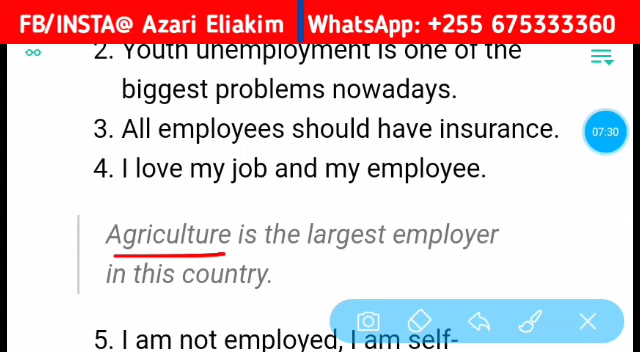 FB/INSTA@ Azari Eliakim WhatsApp: +255 675333360
2. Youth unemployment is one of the
biggest problems nowadays.
3. All employees should have insurance.
07:30
4. I love my job and my employee.
Agriculture is the largest employer
in this country.
5. I am not employed, I am self-